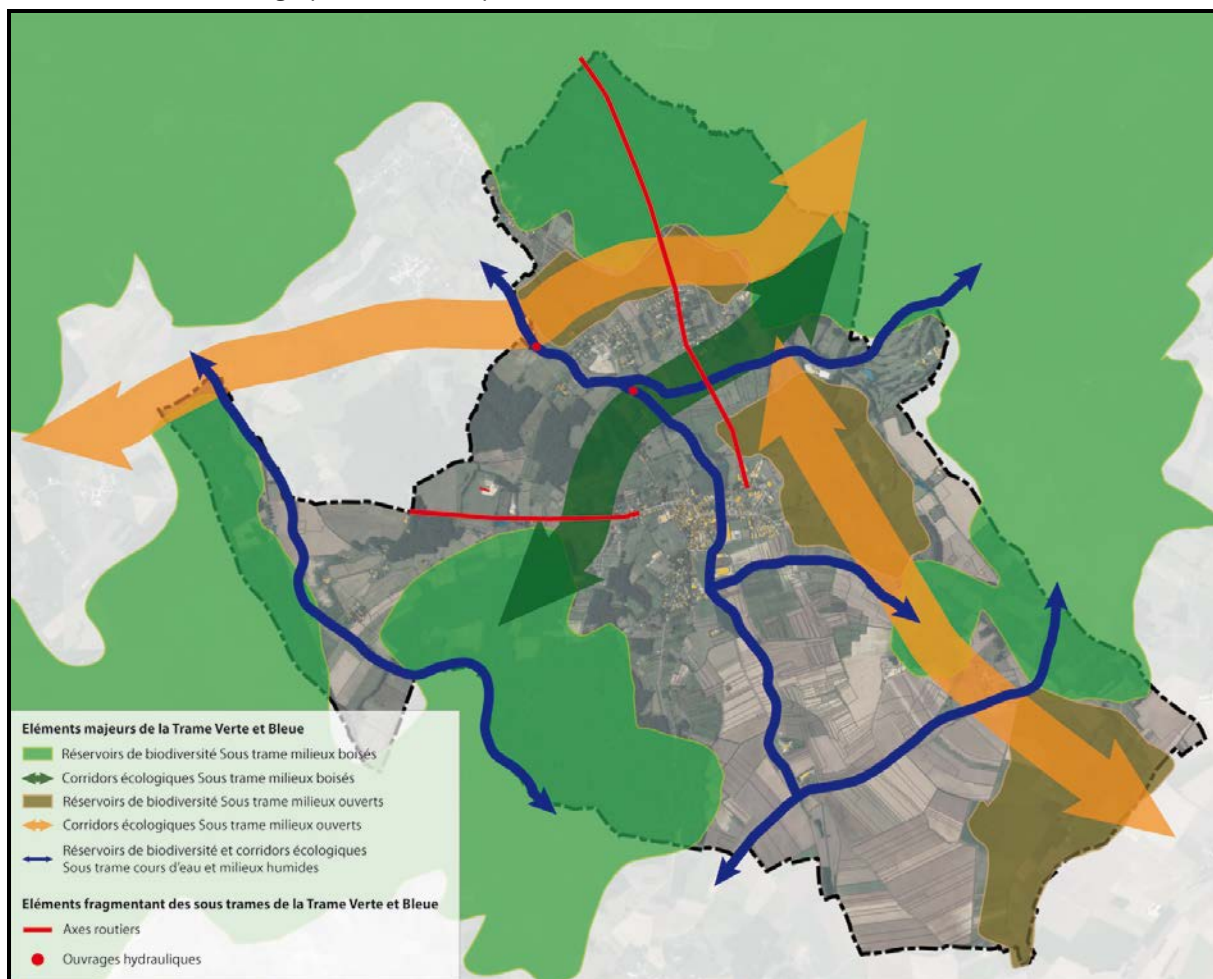 Eléments majeurs de la Trame Verte et Bleue
Réservoirs de biodiversité Sous trame milieux boisés
Corridors écologiques Sous trame milieux boisés
Réservoirs de biodiversité Sous trame milieux ouverts
Corridors écologiques Sous trame milieux ouverts
Réservoirs de biodiversité et corridors écologiques
Sous trame cours d'eau et milieux humides
Eléments fragmentant des sous trames de la Trame Verte et Bleue
Axes routiers
Ouvrages hydrauliques